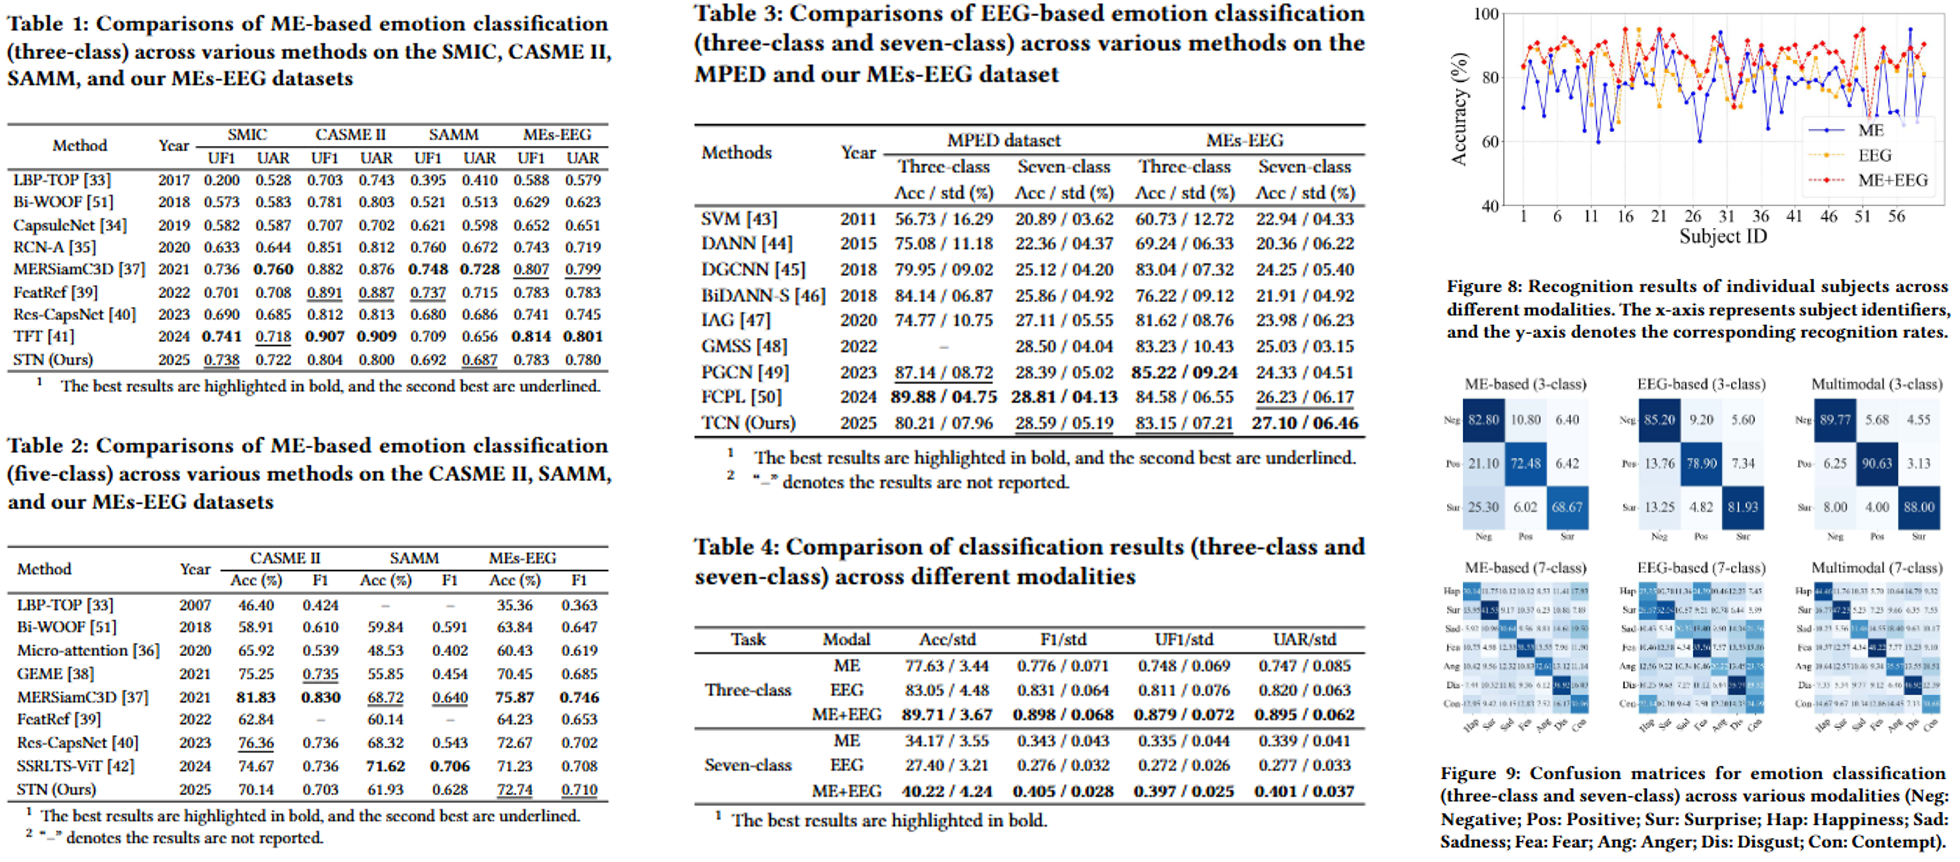 Table 1: Comparisons of ME-based emotion classification
(three-class) across various methods on the SMIC, CASME II,
SAMM, and our MEs-EEG datasets
Method Year SMIC CASME II SAMM MEs-EEG
UF1 UAR UF1 UAR UF1 UAR UF1 UAR
LBP-TOP [33] 2017 0.200 0.528 0.703 0.743 0.395 0.410 0.588 0.579
Bi-WOOF [51] 2018 0.573 0.583 0.781 0.803 0.521 0.513 0.629 0.623
CapsuleNet [34] 2019 0.582 0.587 0.707 0.702 0.621 0.598 0.652 0.651
RCN-A [35] 2020 0.633 0.644 0.851 0.812 0.760 0.672 0.743 0.719
MERSiamC3D [37] 2021 0.736 0.760 0.882 0.876 0.748 0.728 0.807 0.799
FeatRef [39] 2022 0.701 0.708 0.891 0.887 0.737 0.715 0.783 0.783
Res-CapsNet [40] 2023 0.690 0.685 0.812 0.813 0.680 0.686 0.741 0.745
TFT [41] 2024 0.741 0.718 0.907 0.909 0.709 0.656 0.814 0.801
STN (Ours) 2025 0.738 0.722 0.804 0.800 0.692 0.687 0.783 0.780
1 The best results are highlighted in bold, and the second best are underlined.
Table 2: Comparisons of ME-based emotion classification
(five-class) across various methods on the CASME II, SAMM,
and our MEs-EEG datasets
Method Year CASME II SAMM MEs-EEG
Acc (%) F1 Acc (%) F1 Acc (%) F1
LBP-TOP [33] 2007 46.40 0.424 – – 35.36 0.363
Bi-WOOF [51] 2018 58.91 0.610 59.84 0.591 63.84 0.647
Micro-attention [36] 2020 65.92 0.539 48.53 0.402 60.43 0.619
GEME [38] 2021 75.25 0.735 55.85 0.454 70.45 0.685
MERSiamC3D [37] 2021 81.83 0.830 68.72 0.640 75.87 0.746
FeatRef [39] 2022 62.84 – 60.14 – 64.23 0.653
Res-CapsNet [40] 2023 76.36 0.736 68.32 0.543 72.67 0.702
SSRLTS-ViT [42] 2024 74.67 0.736 71.62 0.706 71.23 0.708
STN (Ours) 2025 70.14 0.703 61.93 0.628 72.74 0.710
1 The best results are highlighted in bold, and the second best are underlined.
2 “–” denotes the results are not reported.
Table 3: Comparisons of EEG-based emotion classification
(three-class and seven-class) across various methods on the
MPED and our MEs-EEG dataset
Methods Year MPED dataset MEs-EEG
Three-class Seven-class Three-class Seven-class
Acc / std (%) Acc / std (%) Acc / std (%) Acc / std (%)
SVM [43] 2011 56.73 / 16.29 20.89 / 03.62 60.73 / 12.72 22.94 / 04.33
DANN [44] 2015 75.08 / 11.18 22.36 / 04.37 69.24 / 06.33 20.36 / 06.22
DGCNN [45] 2018 79.95 / 09.02 25.12 / 04.20 83.04 / 07.32 24.25 / 05.40
BiDANN-S [46] 2018 84.14 / 06.87 25.86 / 04.92 76.22 / 09.12 21.91 / 04.92
IAG [47] 2020 74.77 / 10.75 27.11 / 05.55 81.62 / 08.76 23.98 / 06.23
GMSS [48] 2022 – 28.50 / 04.04 83.23 / 10.43 25.03 / 03.15
PGCN [49] 2023 87.14 / 08.72 28.39 / 05.02 85.22 / 09.24 24.33 / 04.51
FCPL [50] 2024 89.88 / 04.75 28.81 / 04.13 84.58 / 06.55 26.23 / 06.17
TCN (Ours) 2025 80.21 / 07.96 28.59 / 05.19 83.15 / 07.21 27.10 / 06.46
1 The best results are highlighted in bold, and the second best are underlined.
2 “–” denotes the results are not reported.
Table 4: Comparison of classification results (three-class and
seven-class) across different modalities
Task Modal Acc/std F1/std UF1/std UAR/std
Three-class
ME 77.63 / 3.44 0.776 / 0.071 0.748 / 0.069 0.747 / 0.085
EEG 83.05 / 4.48 0.831 / 0.064 0.811 / 0.076 0.820 / 0.063
ME+EEG 89.71 / 3.67 0.898 / 0.068 0.879 / 0.072 0.895 / 0.062
Seven-class
ME 34.17 / 3.55 0.343 / 0.043 0.335 / 0.044 0.339 / 0.041
EEG 27.40 / 3.21 0.276 / 0.032 0.272 / 0.026 0.277 / 0.033
ME+EEG 40.22 / 4.24 0.405 / 0.028 0.397 / 0.025 0.401 / 0.037
1 The best results are highlighted in bold.
Accuracy (%)
100
80
60
40
ME
EEG
ME+EEG
1 6 11 16 21 26 31 36 41 46 51 56
Subject ID
Figure 8: Recognition results of individual subjects across
different modalities. The x-axis represents subject identifiers,
and the y-axis denotes the corresponding recognition rates.
ME-based (3-class) EEG-based (3-class) Multimodal (3-class)
Neg 82.80 10.80 6.40 Neg 85.20 9.20 5.60 Neg 89.77 5.68 4.55
Pos 21.10 72.48 6.42 Pos 13.76 78.90 7.34 Pos 6.25 90.63 3.13
Sur 25.30 6.02 68.67 Sur 13.25 4.82 81.93 Sur 8.00 4.00 88.00
Neg Pos Sur Neg Pos Sur Neg Pos Sur
ME-based (7-class) EEG-based (7-class) Multimodal (7-class)
Hap Hap Hap
Sur Sur Sur
Sad Sad Sad
Fea Fea Fea
Ang Ang Ang
Dis Dis Dis
Con Con Con
Hap Sur Sad Fea Ang Dis Con Hap Sur Sad Fea Ang Dis Con Hap Sur Sad Fea Ang Dis Con
Figure 9: Confusion matrices for emotion classification
(three-class and seven-class) across various modalities (Neg:
Negative; Pos: Positive; Sur: Surprise; Hap: Happiness; Sad:
Sadness; Fea: Fear; Ang: Anger; Dis: Disgust; Con: Contempt).